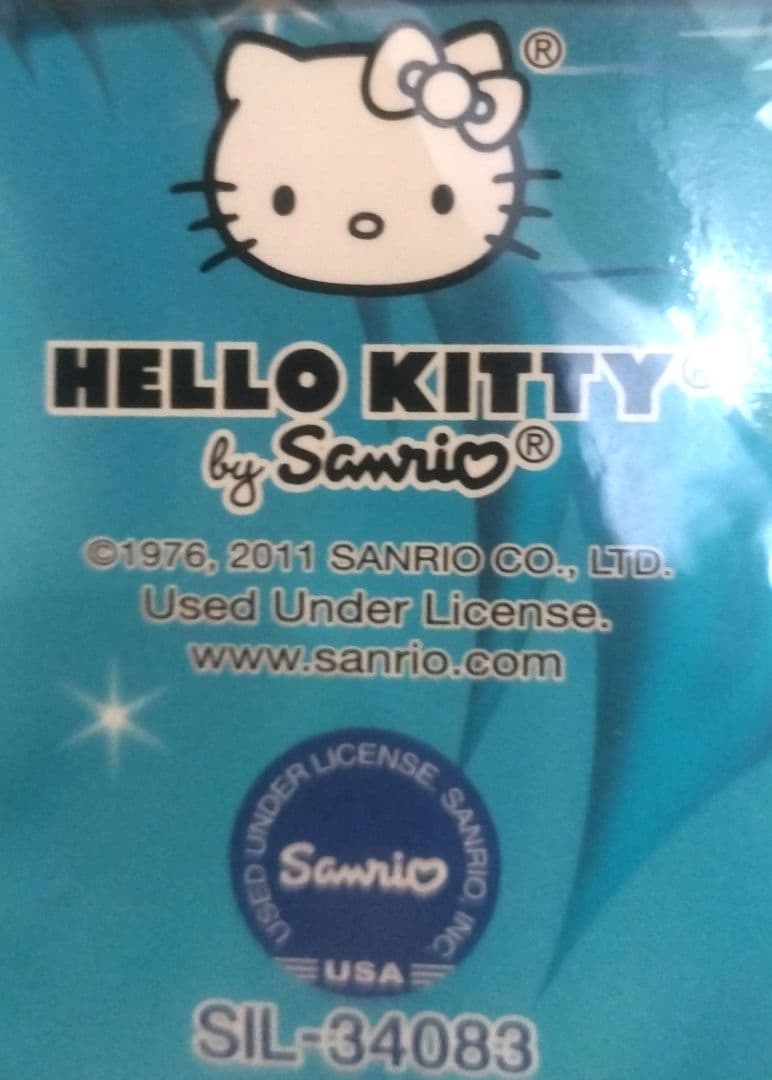 ®
HELLO KITTY®
by Sanrio®
©1976, 2011 SANRIO CO., LTD.
Used Under License.
www.sanrio.com
USED UNDER LICENSE. SANRIO, INC.
Sanrio
USA
SIL-34083